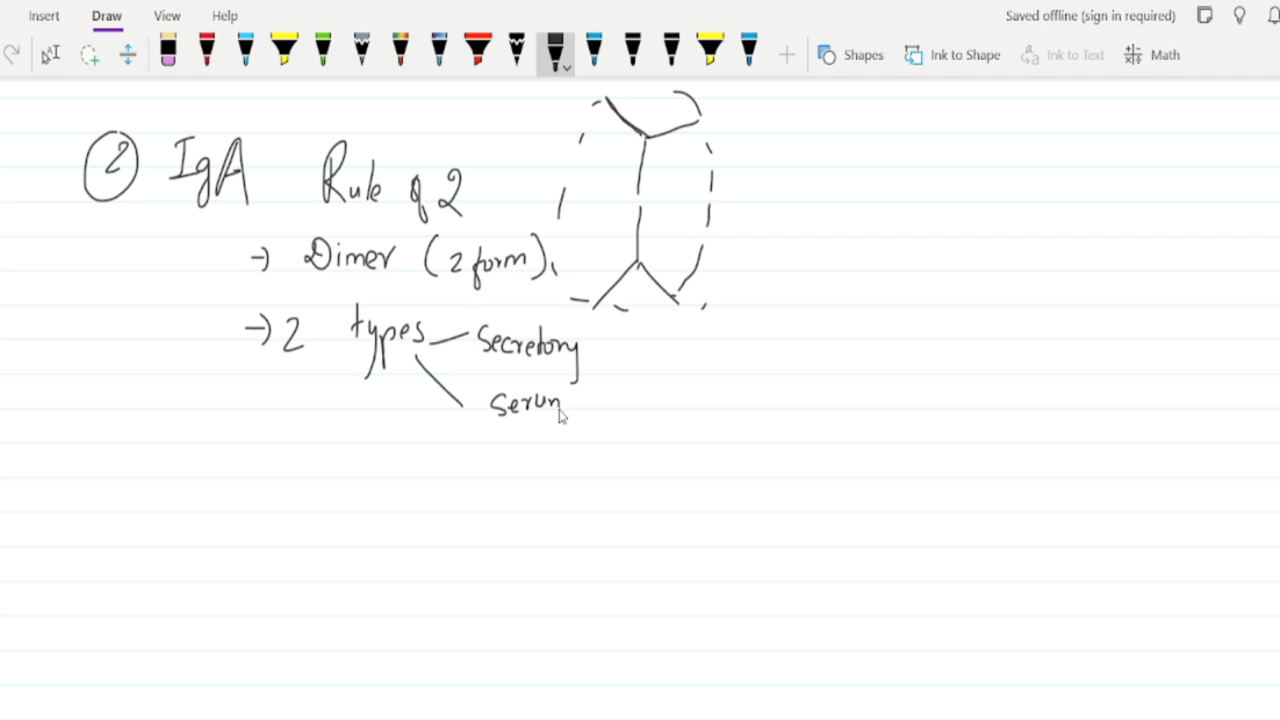 Insert Draw View Help Saved offline (sign in required)
Shapes Ink to Shape Ink to Text Math
2 IgA Rule of 2
→ Dimer (2 form)
→ 2 types Secretory
Serum